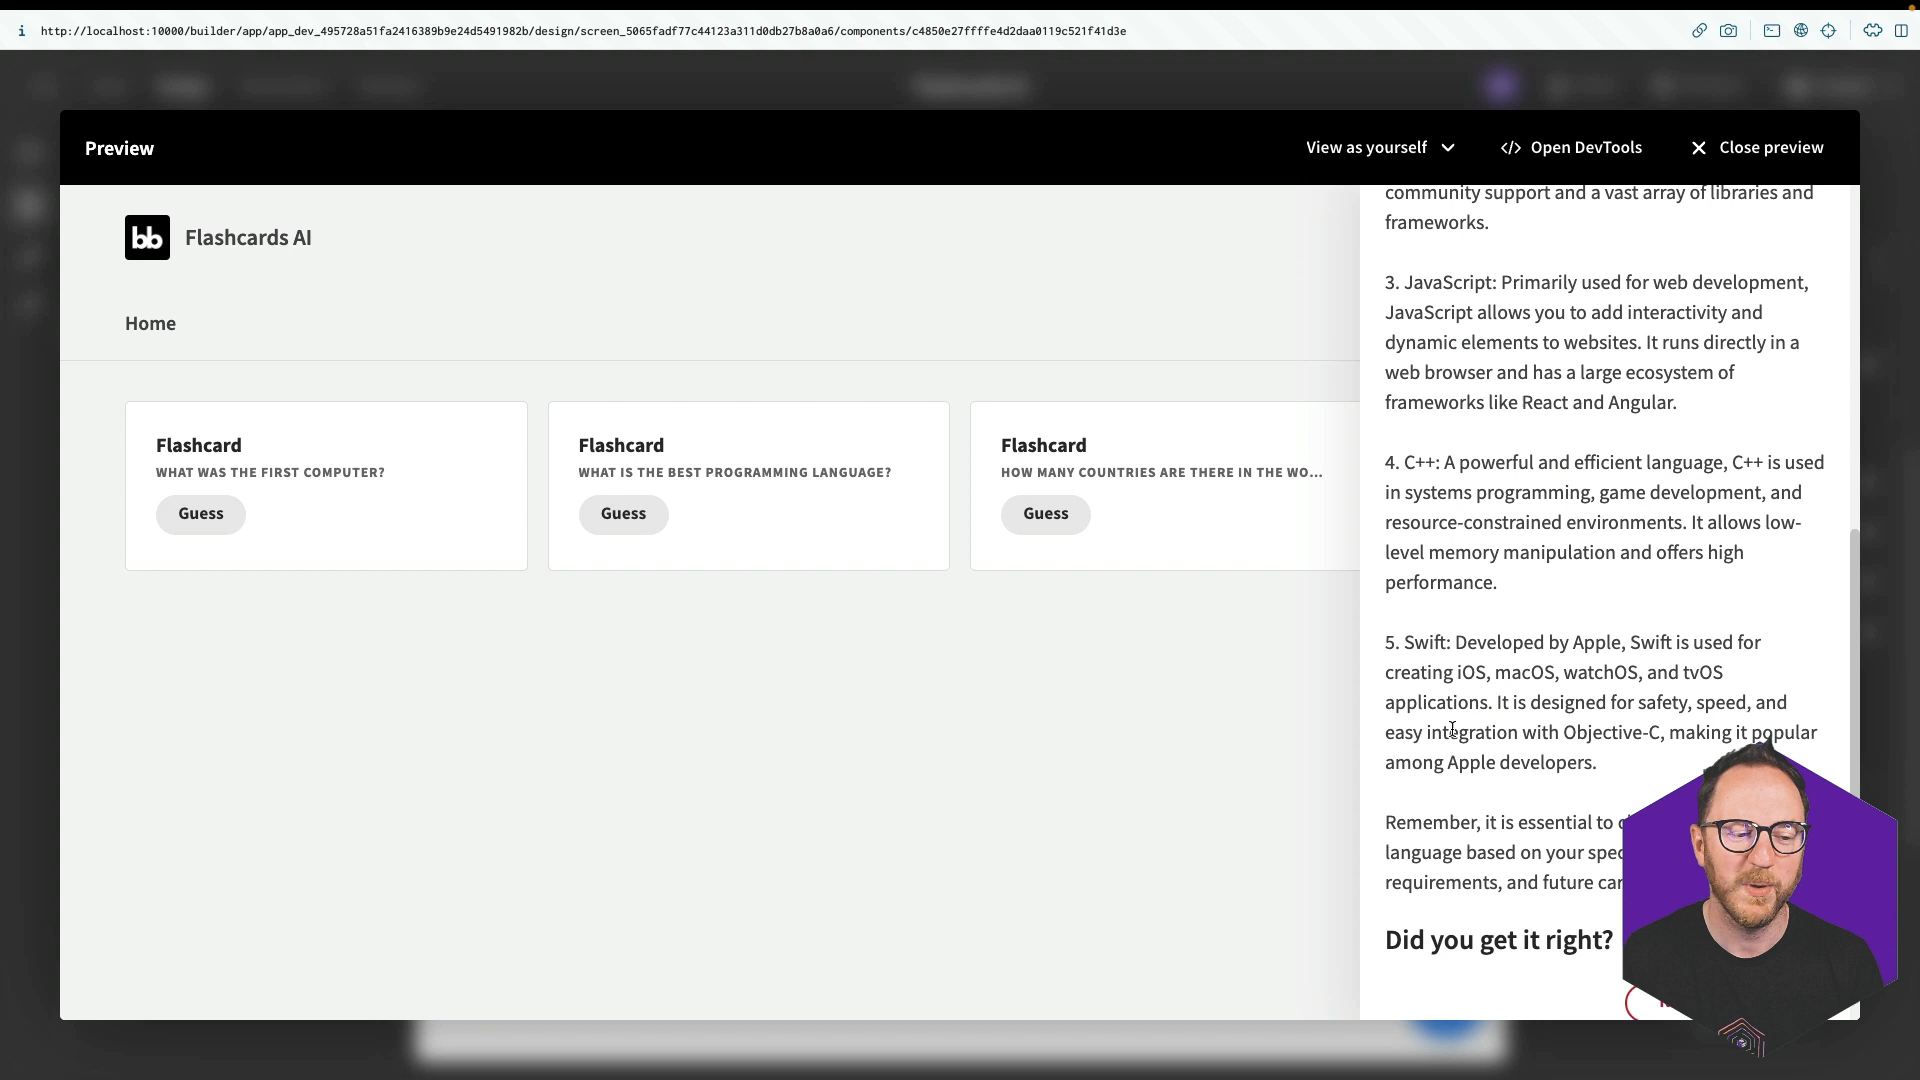 http://localhost:10000/builder/app/app_dev_495728a51fa2416389b9e24d5491982b/design/screen_5065fadf77c44123a311d0db27b8a0a6/components/c4850e27ffffe4d2daa0119c521f41d3e
Preview
View as yourself
</> Open DevTools
Close preview
bb
Flashcards AI
Home
Flashcard
WHAT WAS THE FIRST COMPUTER?
Guess
Flashcard
WHAT IS THE BEST PROGRAMMING LANGUAGE?
Guess
Flashcard
HOW MANY COUNTRIES ARE THERE IN THE WO...
Guess
community support and a vast array of libraries and
frameworks.
3. JavaScript: Primarily used for web development,
JavaScript allows you to add interactivity and
dynamic elements to websites. It runs directly in a
web browser and has a large ecosystem of
frameworks like React and Angular.
4. C++: A powerful and efficient language, C++ is used
in systems programming, game development, and
resource-constrained environments. It allows low-
level memory manipulation and offers high
performance.
5. Swift: Developed by Apple, Swift is used for
creating iOS, macOS, watchOS, and tvOS
applications. It is designed for safety, speed, and
easy integration with Objective-C, making it popular
among Apple developers.
Remember, it is essential to
language based on your
requirements, and future
Did you get it right?